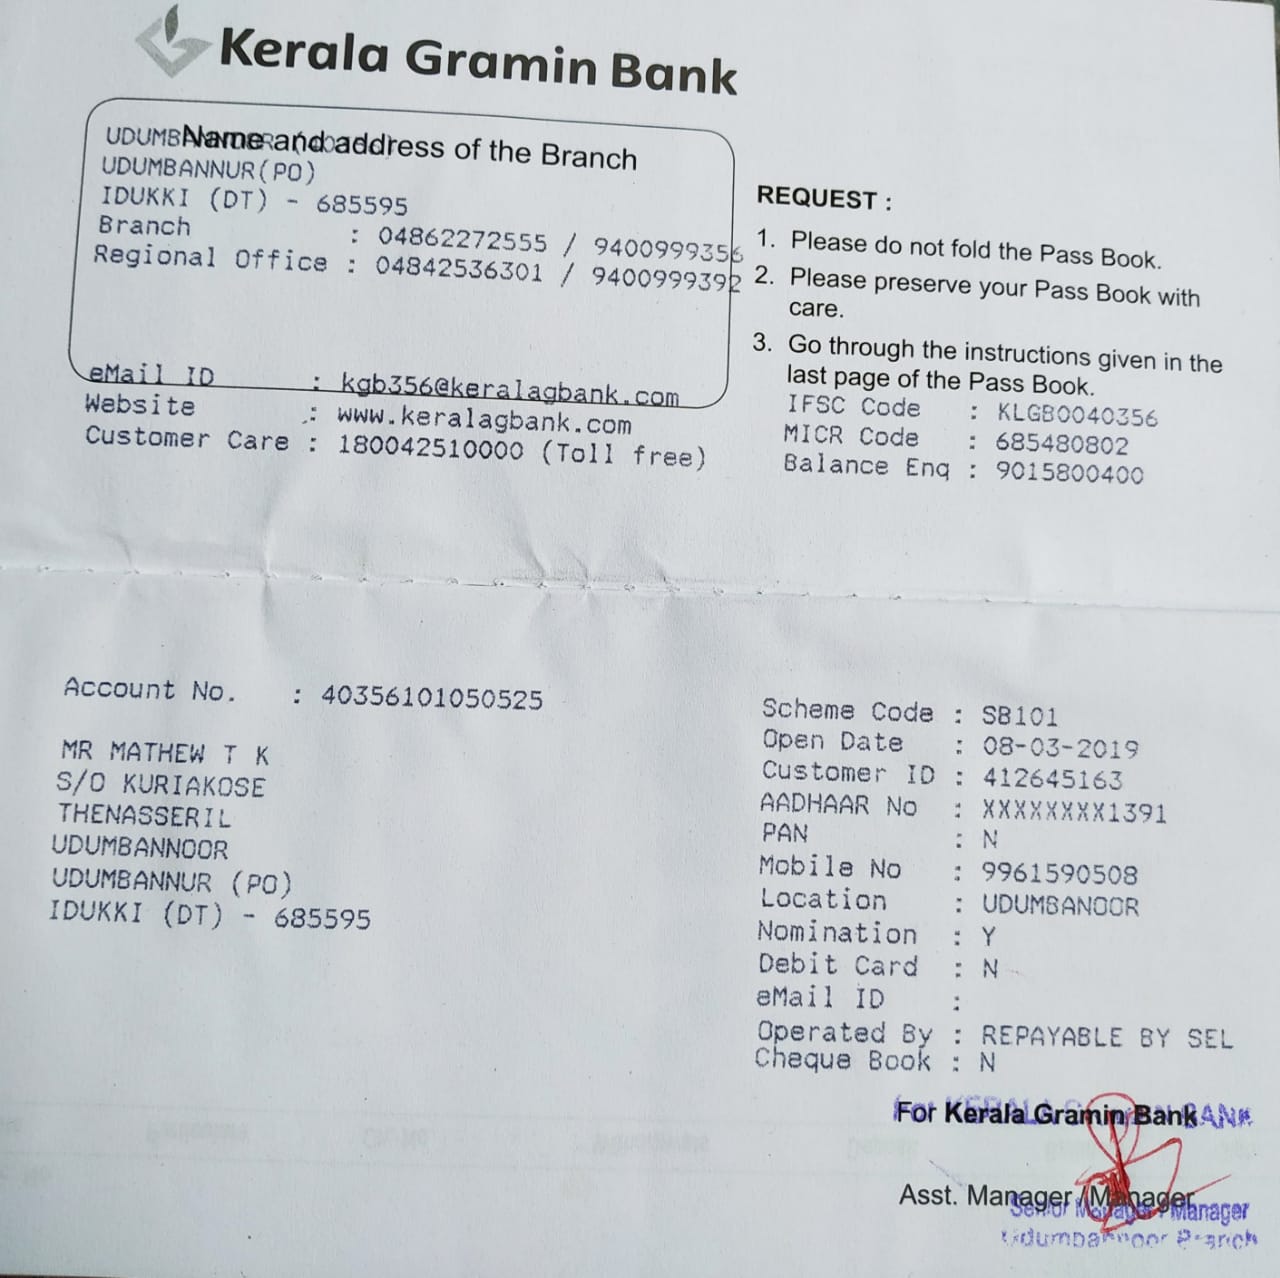 Kerala Gramin Bank
Name and address of the Branch
UDUMBANNUR(PO)
IDUKKI (DT) - 685595
Branch : 04862272555 / 9400999356
Regional Office : 04842536301 / 9400999392
eMail ID : kgb356@keralagbank.com
Website : www.keralagbank.com
Customer Care : 180042510000 (Toll free)
REQUEST :
1. Please do not fold the Pass Book.
2. Please preserve your Pass Book with
care.
3. Go through the instructions given in the
last page of the Pass Book.
IFSC Code : KLGB0040356
MICR Code : 685480802
Balance Enq : 9015800400
Account No. : 40356101050525
MR MATHEW T K
S/O KURIAKOSE
THENASSERIL
UDUMBANNOOR
UDUMBANNUR (PO)
IDUKKI (DT) - 685595
Scheme Code : SB101
Open Date : 08-03-2019
Customer ID : 412645163
AADHAAR No : XXXXXXXX1391
PAN : N
Mobile No : 9961590508
Location : UDUMBANOOR
Nomination : Y
Debit Card : N
eMail ID :
Operated By : REPAYABLE BY SEL
Cheque Book : N
For Kerala Gramin Bank
For KERALA GRAMIN BANK
Asst. Manager / Manager
Senior Manager / Manager
Udumbannoor Branch